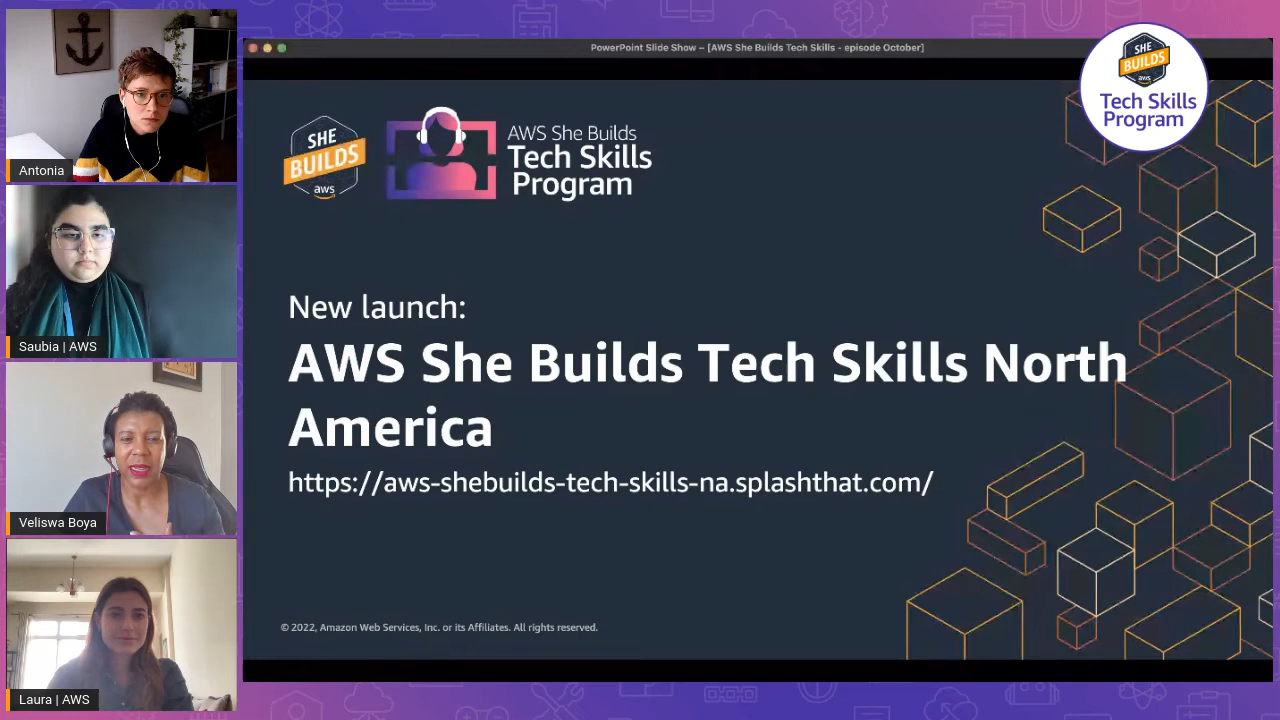 PowerPoint Slide Show – [AWS She Builds Tech Skills - episode October]
SHE
BUILDS
aws
Tech Skills
Program
SHE
BUILDS
aws
AWS She Builds
Tech Skills
Program
New launch:
AWS She Builds Tech Skills North
America
https://aws-shebuilds-tech-skills-na.splashthat.com/
© 2022, Amazon Web Services, Inc. or its Affiliates. All rights reserved.
Antonia
Saubia | AWS
Veliswa Boya
Laura | AWS